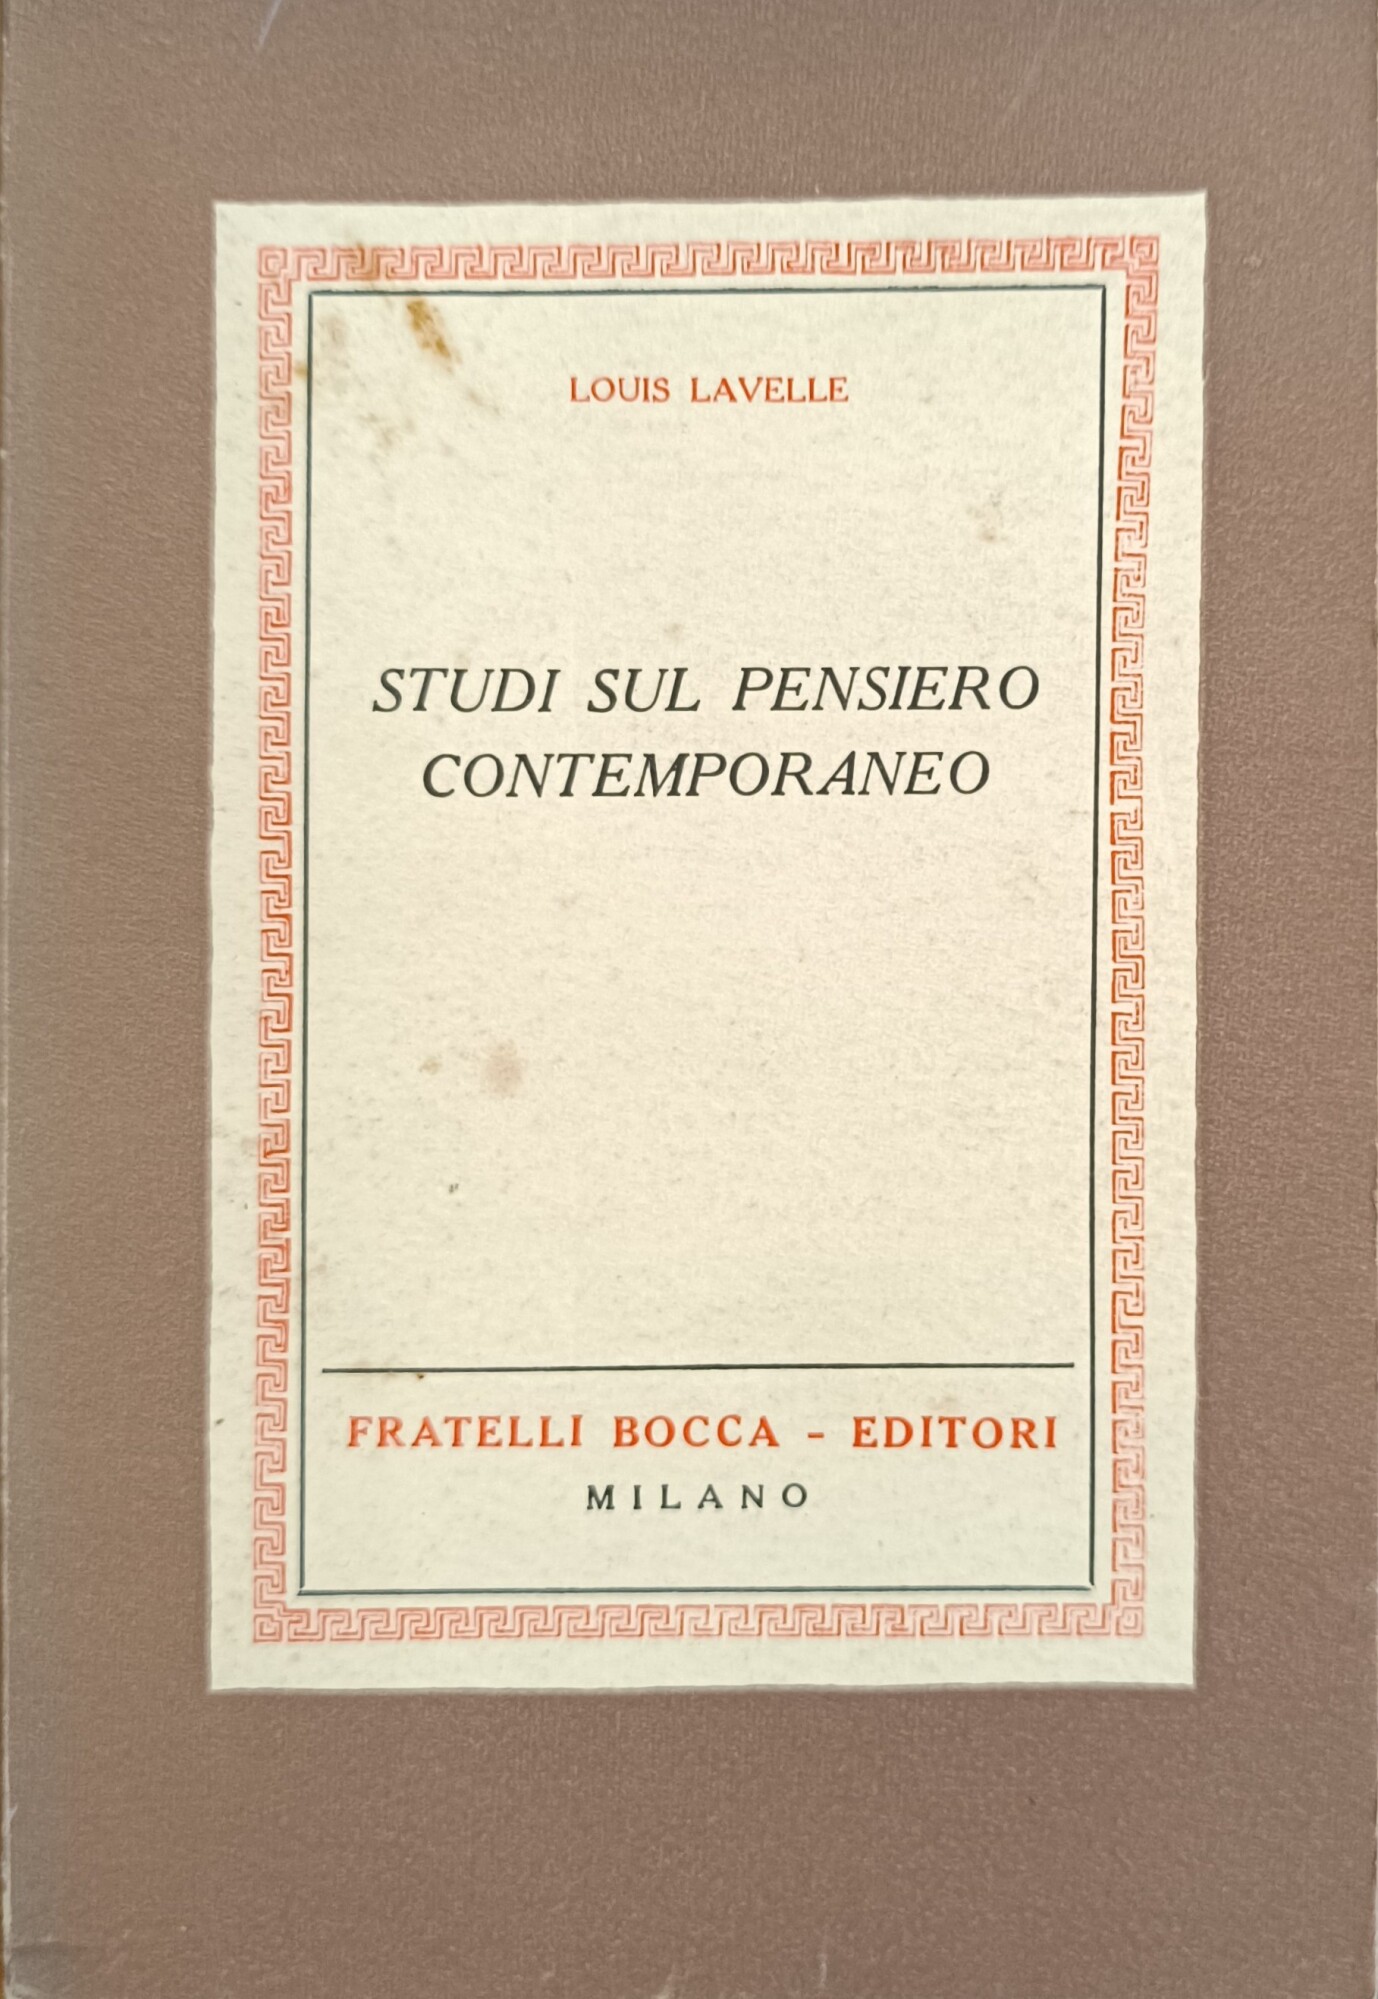 LOUIS LAVELLE
STUDI SUL PENSIERO
CONTEMPORANEO
FRATELLI BOCCA - EDITORI
MILANO